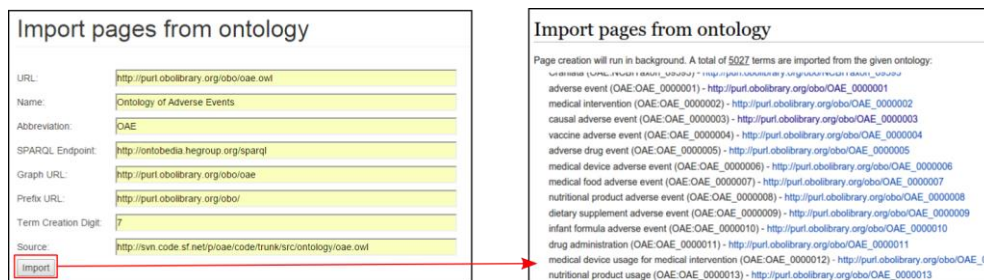 Import pages from ontology
URL: http://purl.obolibrary.org/obo/oae.owl
Name: Ontology of Adverse Events
Abbreviation: OAE
SPARQL Endpoint: http://ontobedia.hegroup.org/sparql
Graph URL: http://purl.obolibrary.org/obo/oae
Prefix URL: http://purl.obolibrary.org/obo/
Term Creation Digit: 7
Source: http://svn.code.sf.net/p/oae/code/trunk/src/ontology/oae.owl
Import
Import pages from ontology
Page creation will run in background. A total of 5027 terms are imported from the given ontology:
adverse event (OAE:OAE_0000001) - http://purl.obolibrary.org/obo/OAE_0000001
medical intervention (OAE:OAE_0000002) - http://purl.obolibrary.org/obo/OAE_0000002
causal adverse event (OAE:OAE_0000003) - http://purl.obolibrary.org/obo/OAE_0000003
vaccine adverse event (OAE:OAE_0000004) - http://purl.obolibrary.org/obo/OAE_0000004
adverse drug event (OAE:OAE_0000005) - http://purl.obolibrary.org/obo/OAE_0000005
medical device adverse event (OAE:OAE_0000006) - http://purl.obolibrary.org/obo/OAE_0000006
medical food adverse event (OAE:OAE_0000007) - http://purl.obolibrary.org/obo/OAE_0000007
nutritional product adverse event (OAE:OAE_0000008) - http://purl.obolibrary.org/obo/OAE_0000008
dietary supplement adverse event (OAE:OAE_0000009) - http://purl.obolibrary.org/obo/OAE_0000009
infant formula adverse event (OAE:OAE_0000010) - http://purl.obolibrary.org/obo/OAE_0000010
drug administration (OAE:OAE_0000011) - http://purl.obolibrary.org/obo/OAE_0000011
medical device usage for medical intervention (OAE:OAE_0000012) - http://purl.obolibrary.org/obo/OAE_0
nutritional product usage (OAE:OAE_0000013) - http://purl.obolibrary.org/obo/OAE_0000013